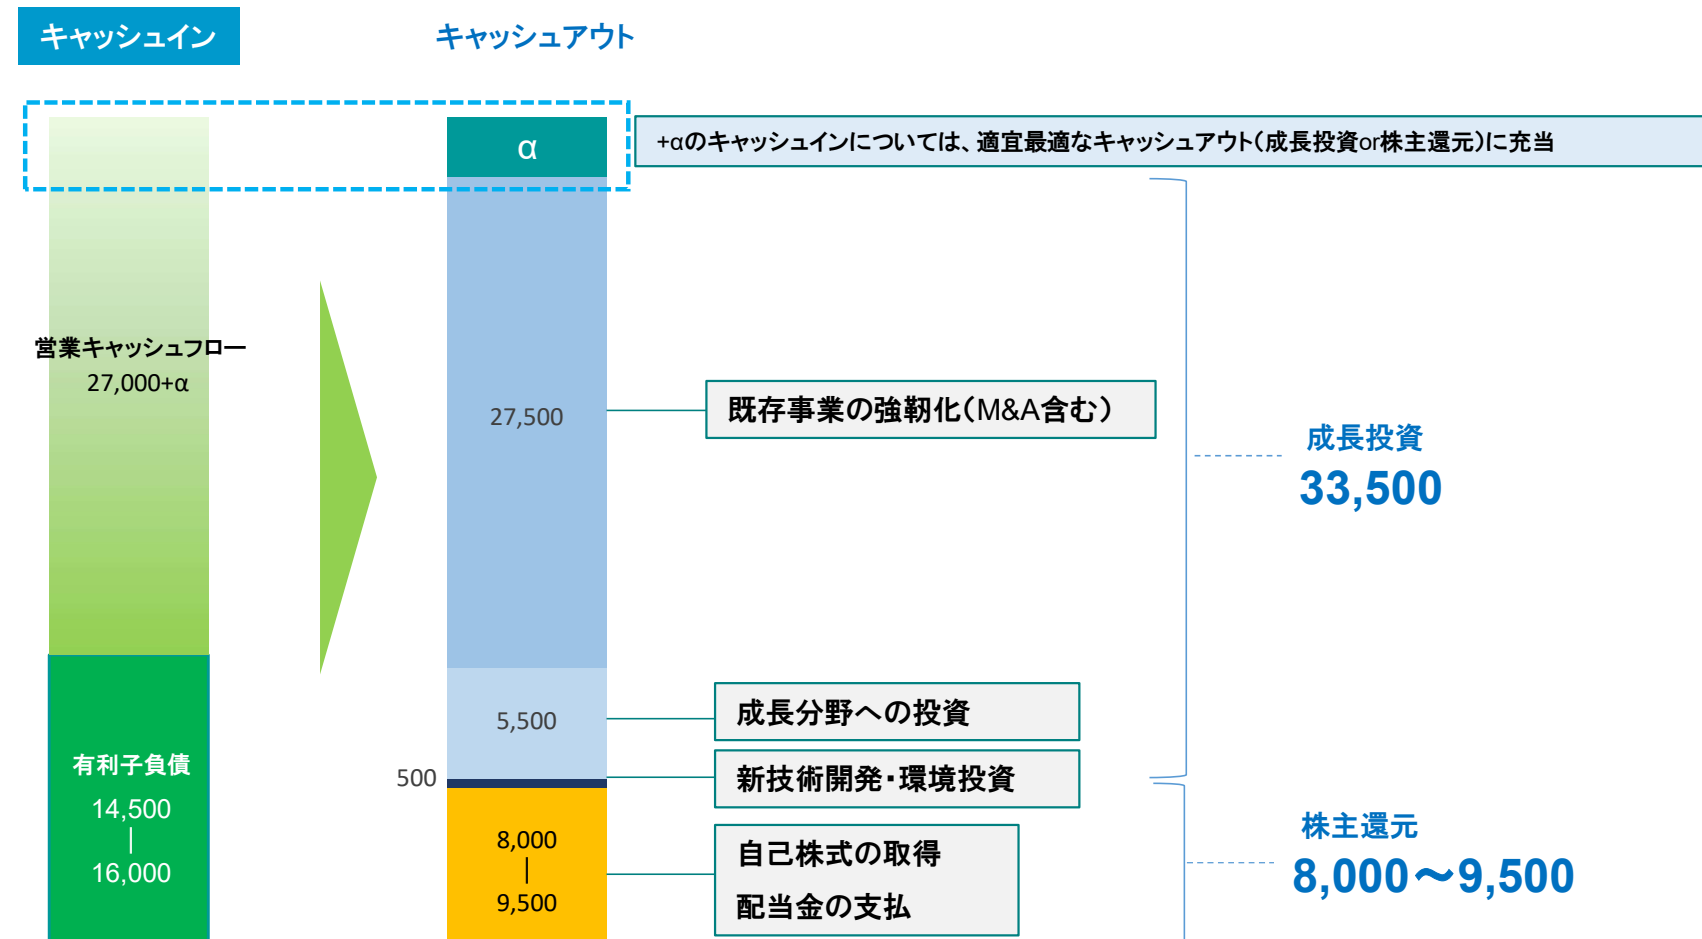 キャッシュイン
キャッシュアウト
α
+αのキャッシュインについては、適宜最適なキャッシュアウト(成長投資or株主還元)に充当
営業キャッシュフロー
27,000+α
27,500
既存事業の強靭化(M&A含む)
成長投資
33,500
5,500
成長分野への投資
500
新技術開発・環境投資
有利子負債
14,500
|
16,000
8,000
|
9,500
自己株式の取得
配当金の支払
株主還元
8,000~9,500